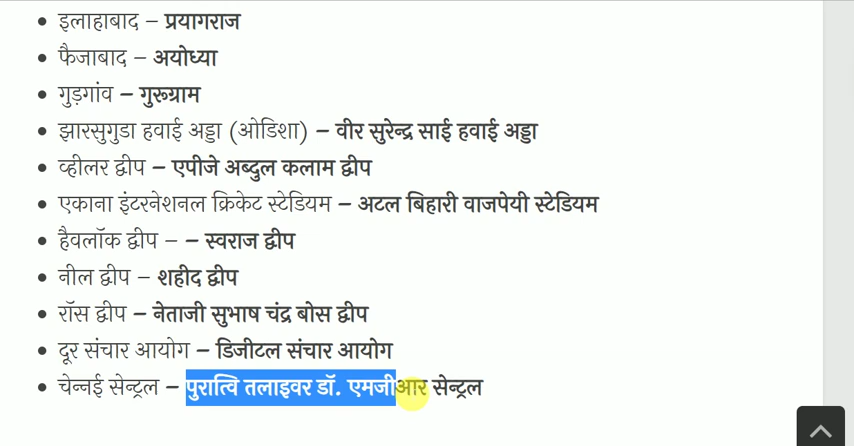 • इलाहाबाद – प्रयागराज
• फैजाबाद – अयोध्या
• गुड़गांव – गुरूग्राम
• झारसुगुडा हवाई अड्डा (ओडिशा) – वीर सुरेन्द्र साई हवाई अड्डा
• व्हीलर द्वीप – एपीजे अब्दुल कलाम द्वीप
• एकाना इंटरनेशनल क्रिकेट स्टेडियम – अटल बिहारी वाजपेयी स्टेडियम
• हैवलॉक द्वीप – – स्वराज द्वीप
• नील द्वीप – शहीद द्वीप
• रॉस द्वीप – नेताजी सुभाष चंद्र बोस द्वीप
• दूर संचार आयोग – डिजीटल संचार आयोग
• चेन्नई सेन्ट्रल – पुरात्चि तलाइवर डॉ. एमजीआर सेन्ट्रल